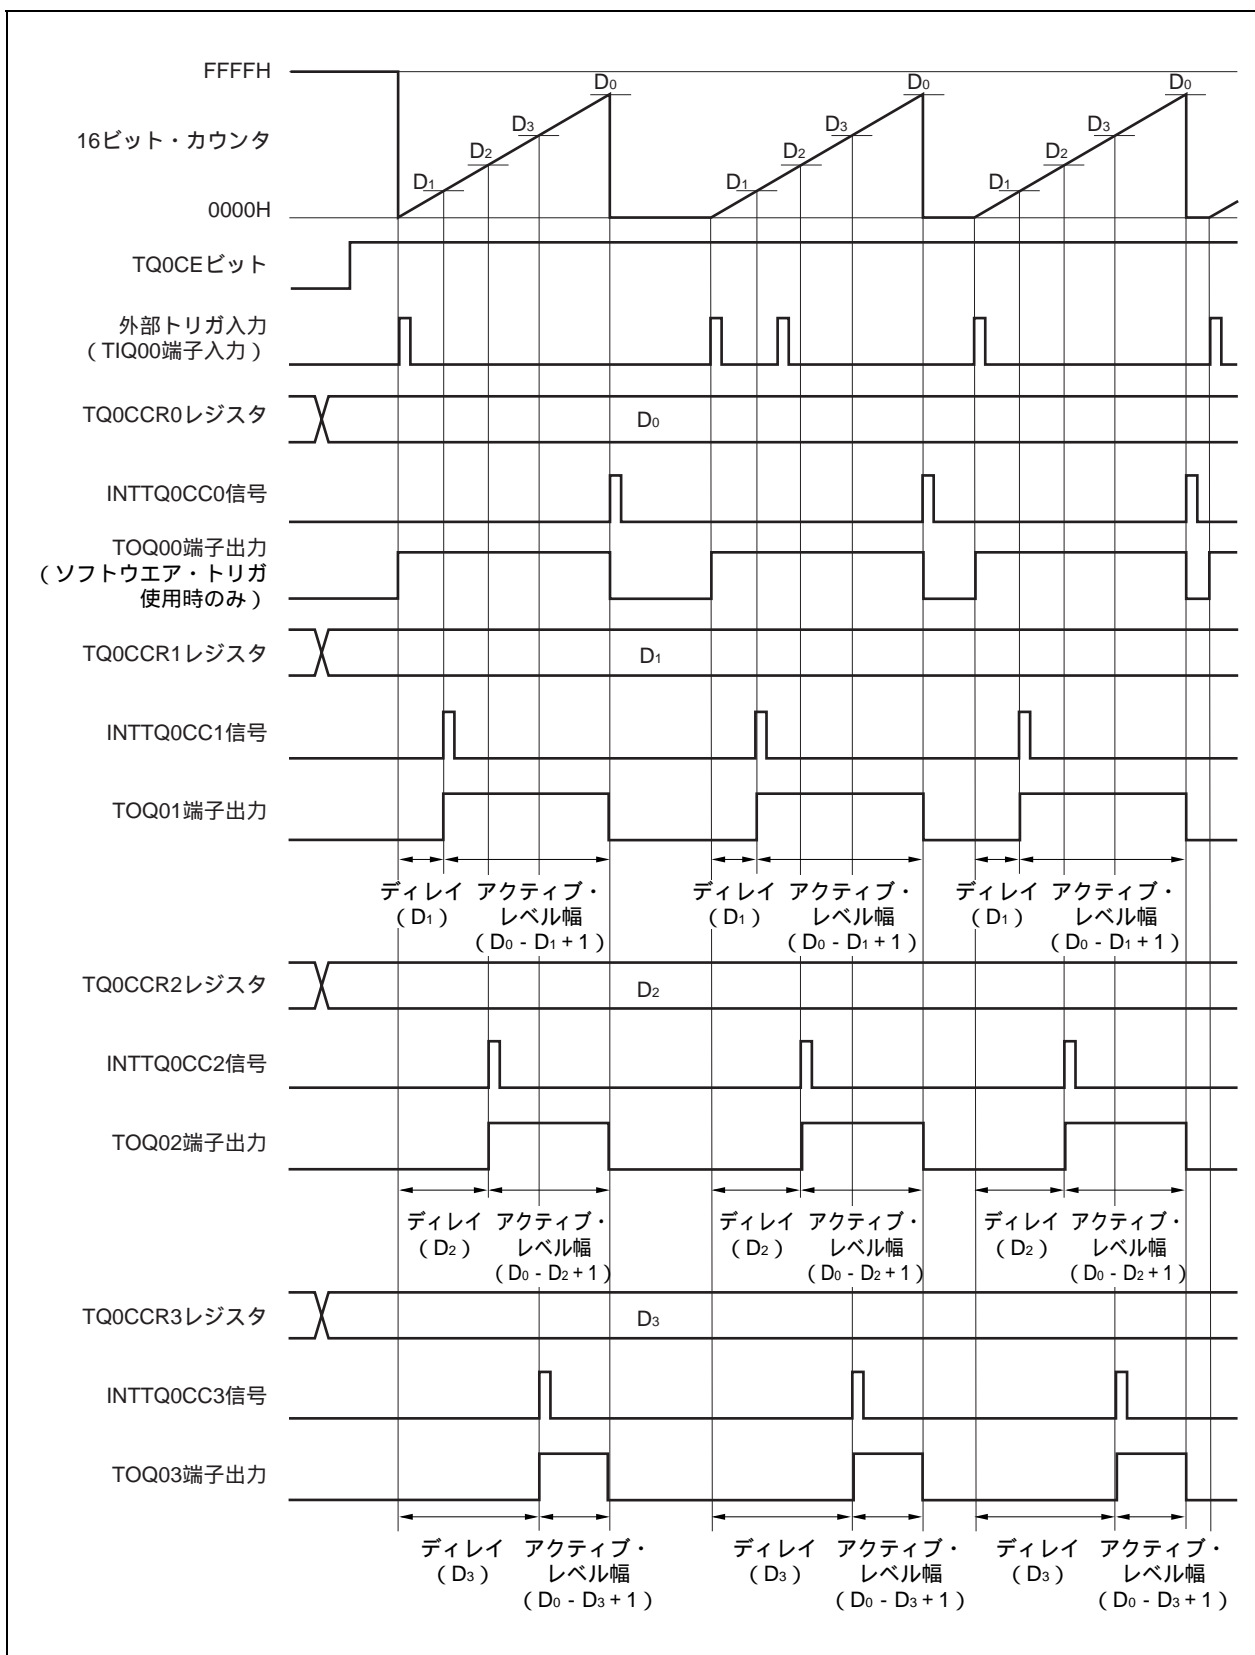 FFFFH
D0 D0 D0
D3 D3 D3
16ビット・カウンタ
D2 D2 D2
D1 D1 D1
0000H
TQ0CEビット
外部トリガ入力
（TIQ00端子入力）
TQ0CCR0レジスタ D0
INTTQ0CC0信号
TOQ00端子出力
（ソフトウエア・トリガ
使用時のみ）
TQ0CCR1レジスタ D1
INTTQ0CC1信号
TOQ01端子出力
ディレイ アクティブ・ ディレイ アクティブ・ ディレイ アクティブ・
（D1） レベル幅 （D1） レベル幅 （D1） レベル幅
（D0 - D1 + 1） （D0 - D1 + 1） （D0 - D1 + 1）
TQ0CCR2レジスタ D2
INTTQ0CC2信号
TOQ02端子出力
ディレイ アクティブ・ ディレイ アクティブ・ ディレイ アクティブ・
（D2） レベル幅 （D2） レベル幅 （D2） レベル幅
（D0 - D2 + 1） （D0 - D2 + 1） （D0 - D2 + 1）
TQ0CCR3レジスタ D3
INTTQ0CC3信号
TOQ03端子出力
ディレイ アクティブ・ ディレイ アクティブ・ ディレイ アクティブ・
（D3） レベル幅 （D3） レベル幅 （D3） レベル幅
（D0 - D3 + 1） （D0 - D3 + 1） （D0 - D3 + 1）